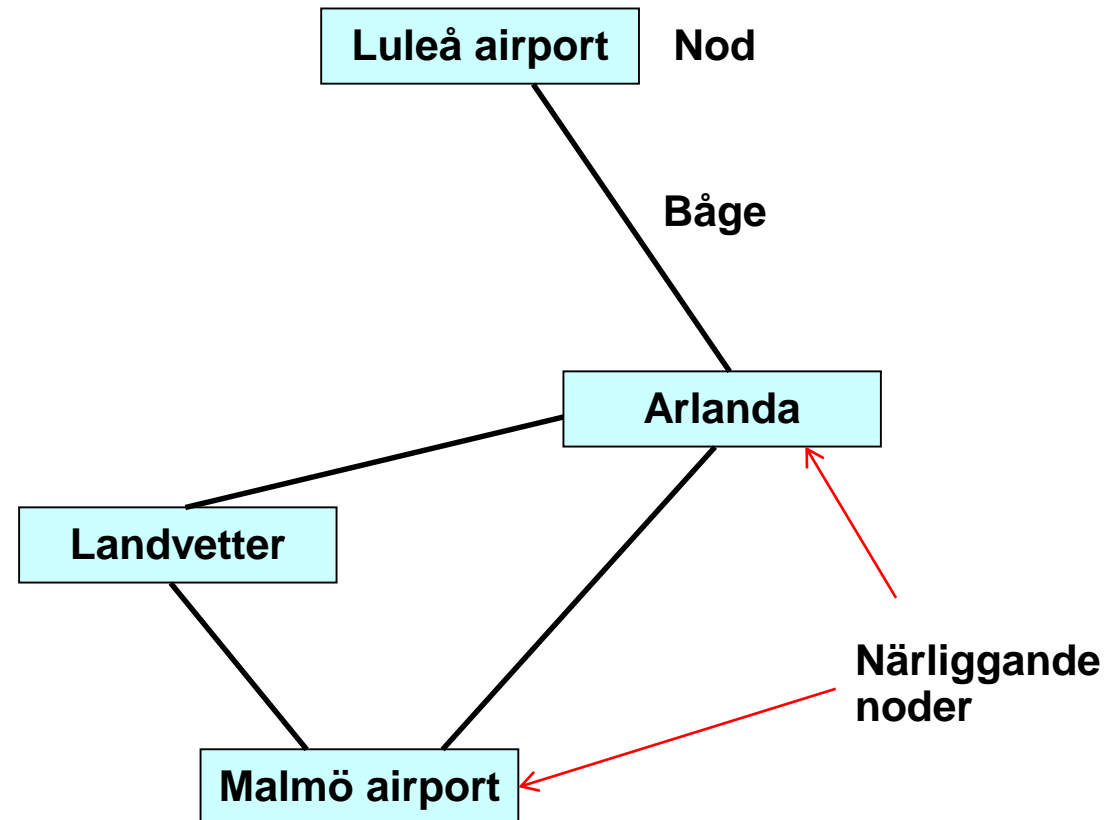 Luleå airport
Nod
Båge
Arlanda
Landvetter
Närliggande
noder
Malmö airport